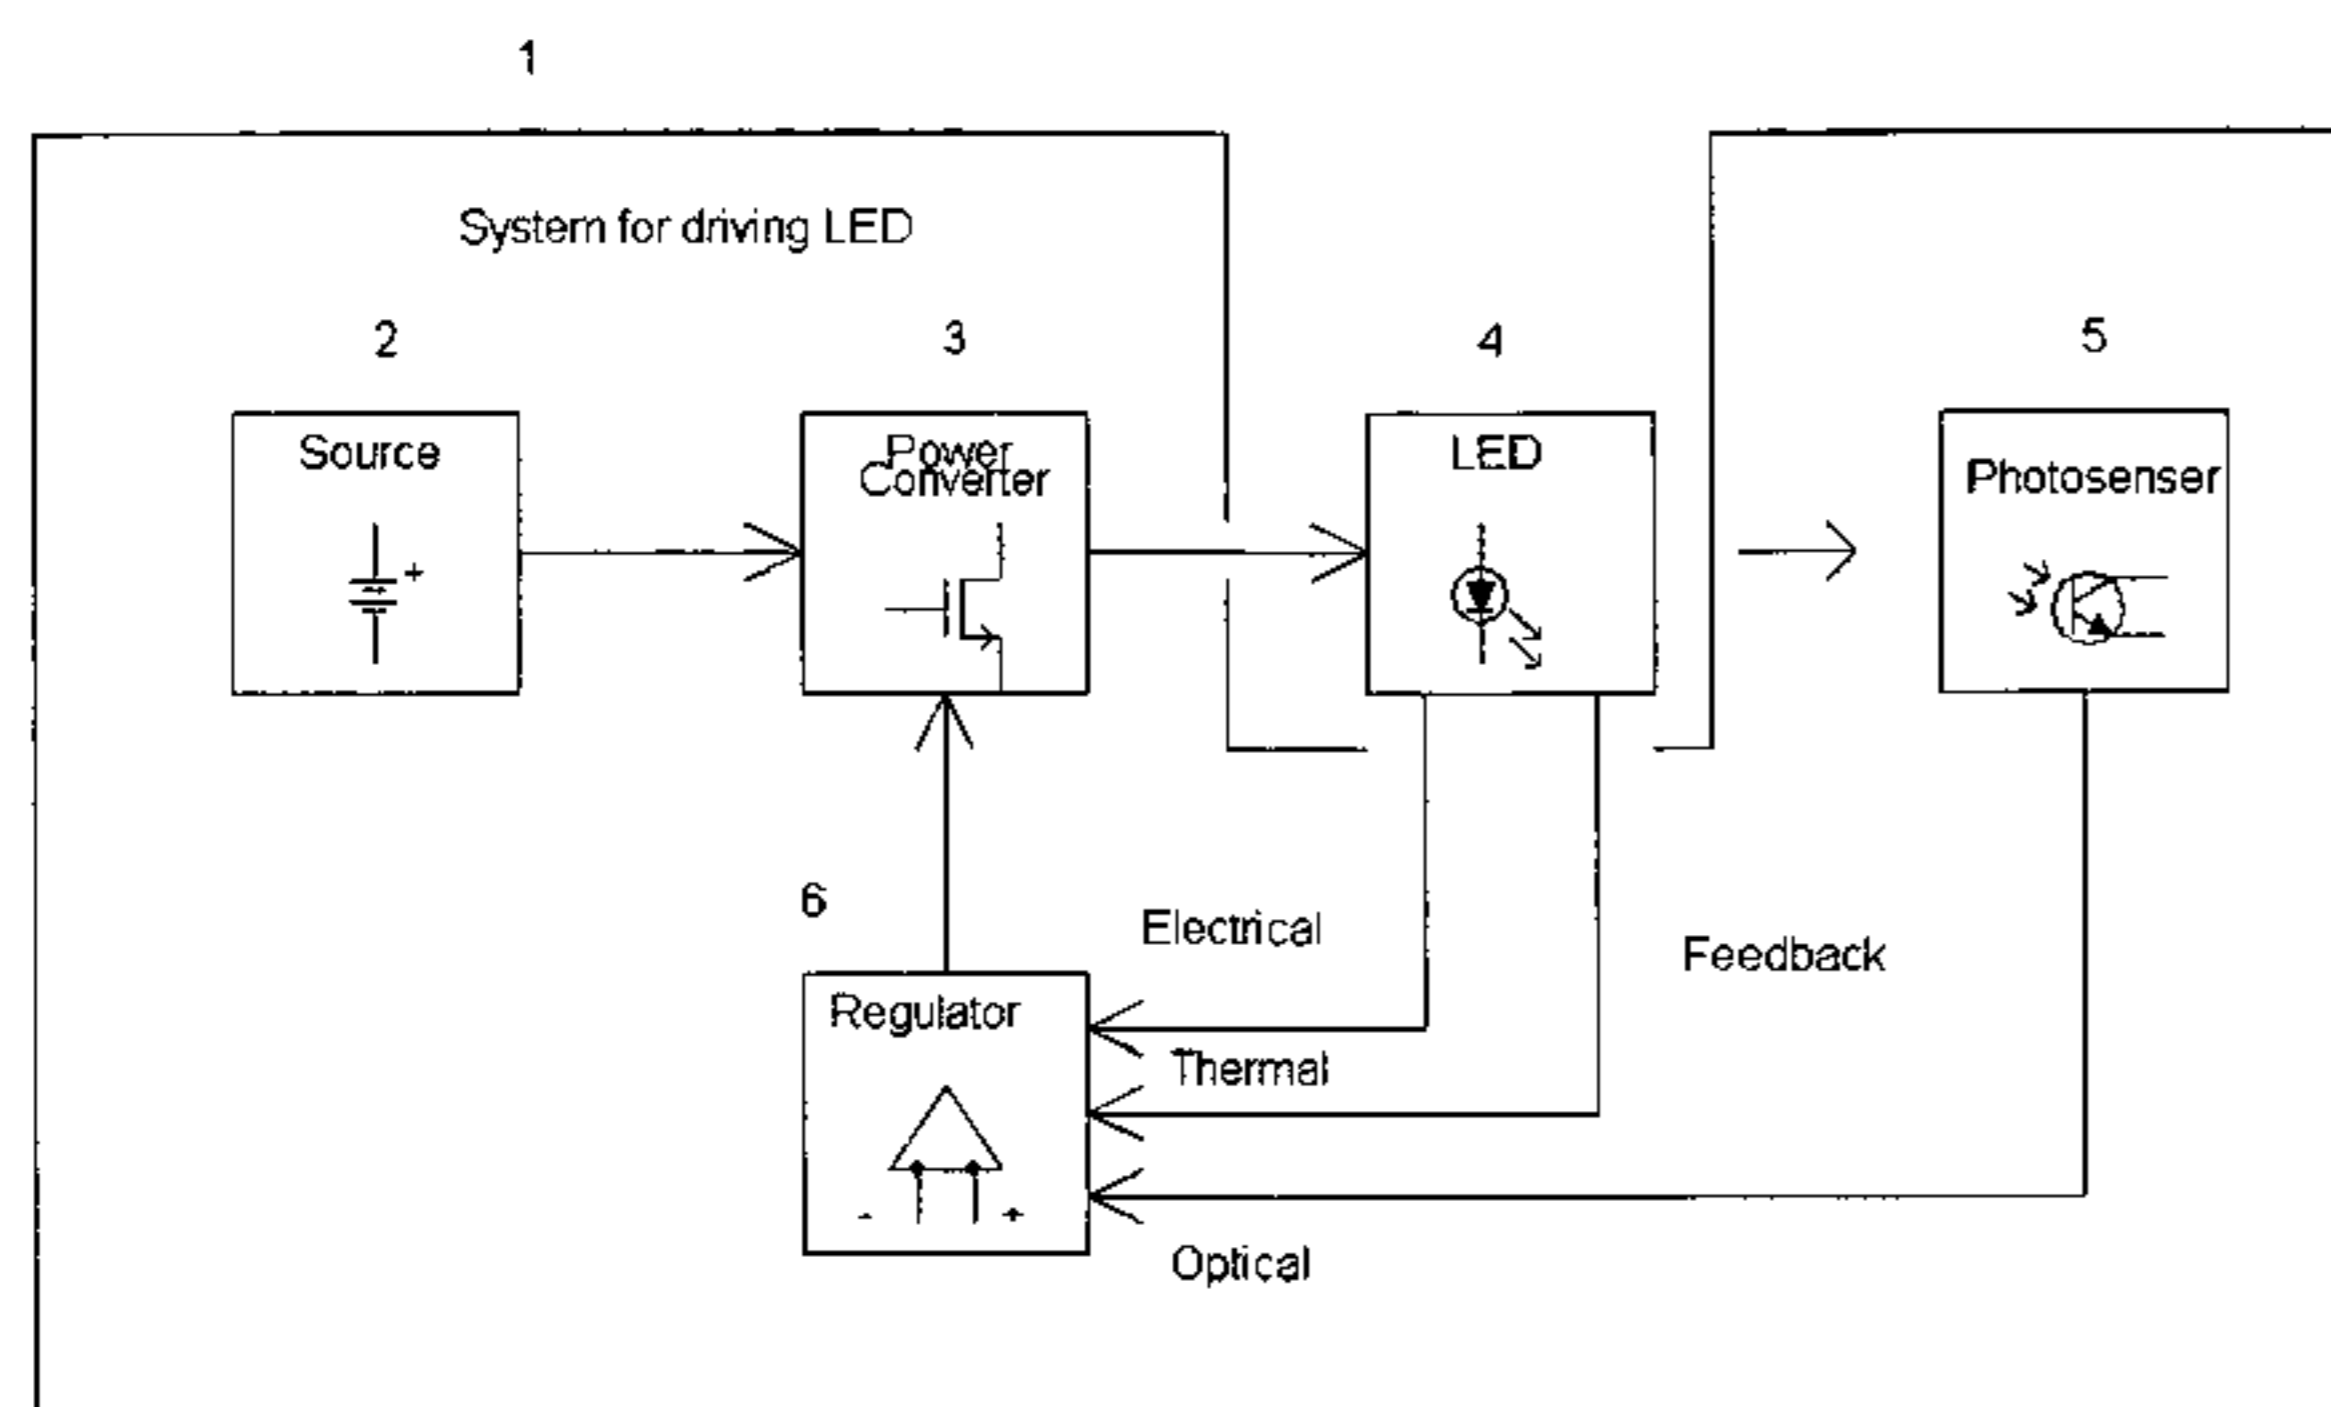 1
System for driving LED
2
3
4
5
Source
Power
Converter
LED
Photosenser
+
6
Electrical
Feedback
Regulator
Thermal
- +
Optical